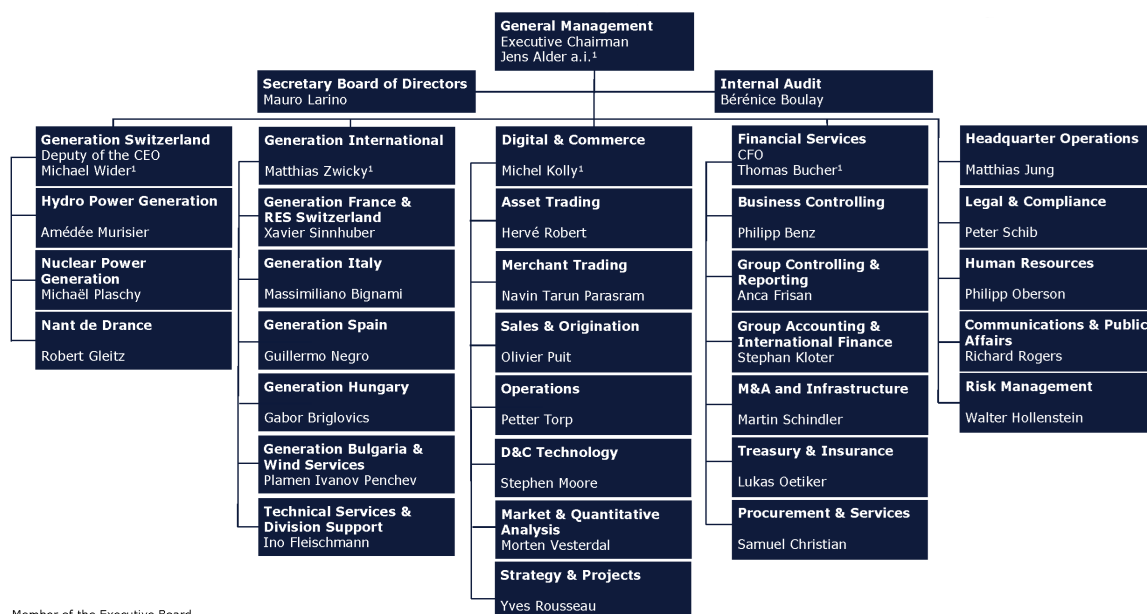 General Management
Executive Chairman
Jens Alder a.i.¹
Secretary Board of Directors
Mauro Larino
Internal Audit
Bérénice Boulay
Generation Switzerland
Deputy of the CEO
Michael Wider¹
Hydro Power Generation
Amédée Murisier
Nuclear Power
Generation
Michaël Plaschy
Nant de Drance
Robert Gleitz
Generation International
Matthias Zwicky¹
Generation France &
RES Switzerland
Xavier Sinnhuber
Generation Italy
Massimiliano Bignami
Generation Spain
Guillermo Negro
Generation Hungary
Gabor Briglovics
Generation Bulgaria &
Wind Services
Plamen Ivanov Penchev
Technical Services &
Division Support
Ino Fleischmann
Digital & Commerce
Michel Kolly¹
Asset Trading
Hervé Robert
Merchant Trading
Navin Tarun Parasram
Sales & Origination
Olivier Puit
Operations
Petter Torp
D&C Technology
Stephen Moore
Market & Quantitative
Analysis
Morten Vesterdal
Strategy & Projects
Yves Rousseau
Financial Services
CFO
Thomas Bucher¹
Business Controlling
Philipp Benz
Group Controlling &
Reporting
Anca Frisan
Group Accounting &
International Finance
Stephan Kloter
M&A and Infrastructure
Martin Schindler
Treasury & Insurance
Lukas Oetiker
Procurement & Services
Samuel Christian
Headquarter Operations
Matthias Jung
Legal & Compliance
Peter Schib
Human Resources
Philipp Oberson
Communications & Public
Affairs
Richard Rogers
Risk Management
Walter Hollenstein
Member of the Executive Board